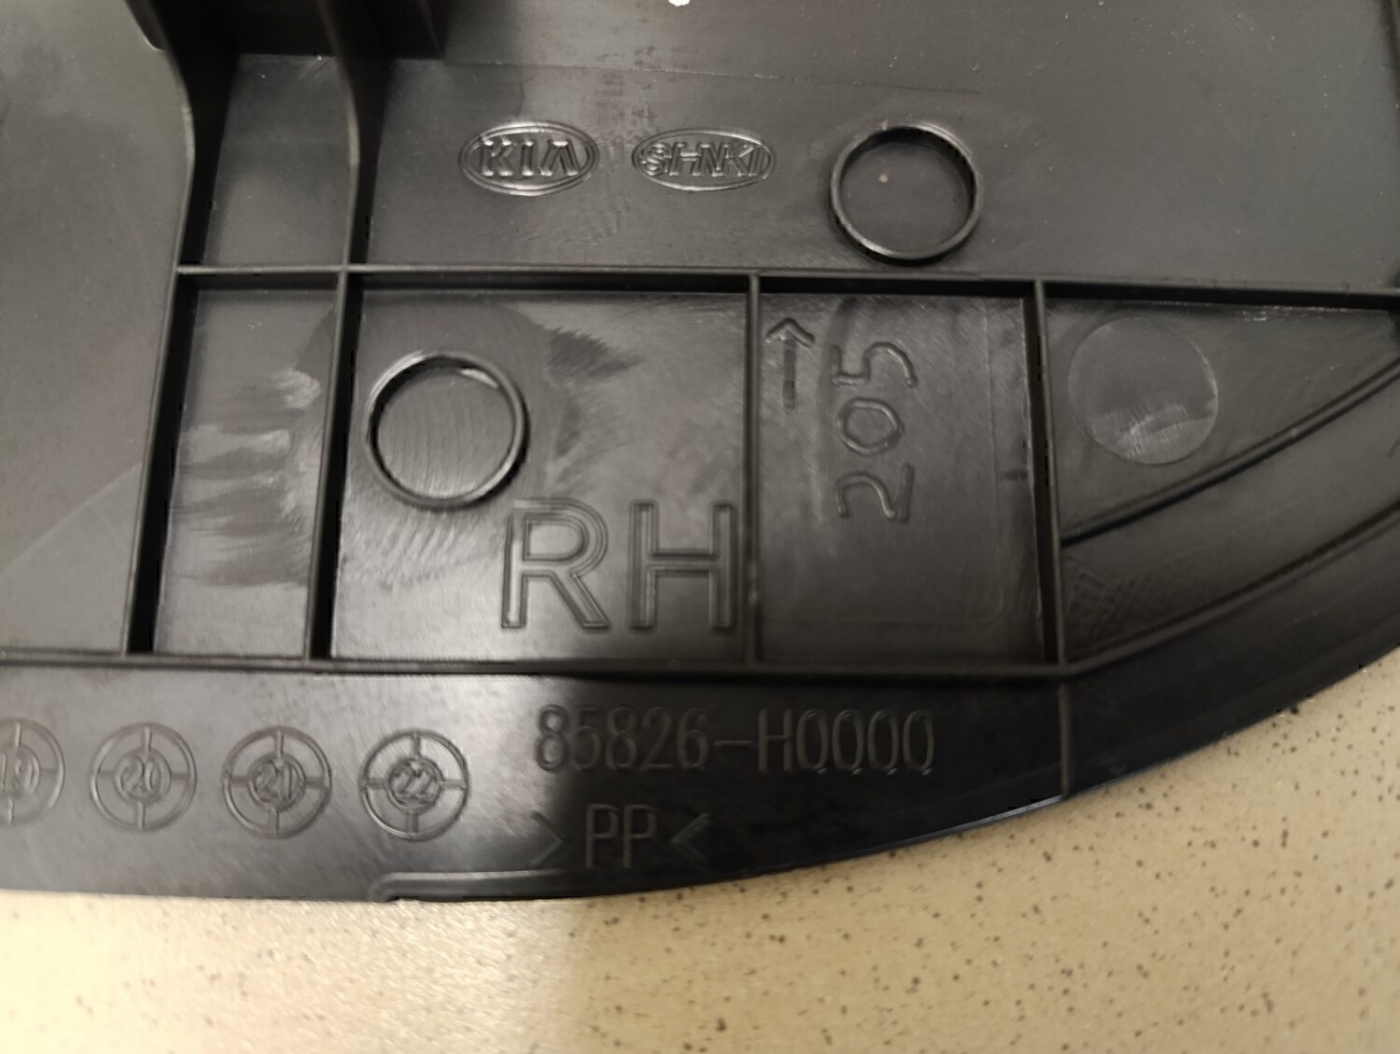 KIA SHNKI
205
RH
85826-H0000
19 20 21 22
>PP<